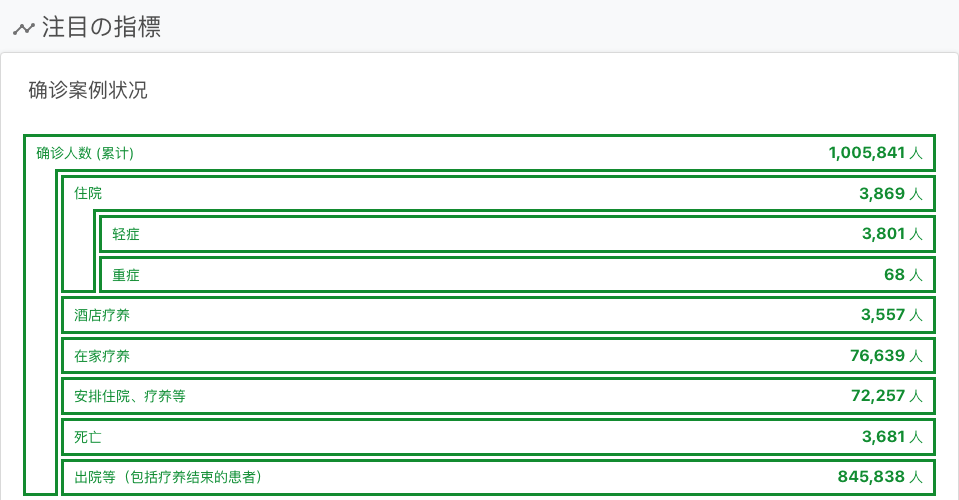 注目の指標
确诊案例状况
确诊人数 (累计) 1,005,841 人
住院 3,869 人
轻症 3,801 人
重症 68 人
酒店疗养 3,557 人
在家疗养 76,639 人
安排住院、疗养等 72,257 人
死亡 3,681 人
出院等（包括疗养结束的患者） 845,838 人